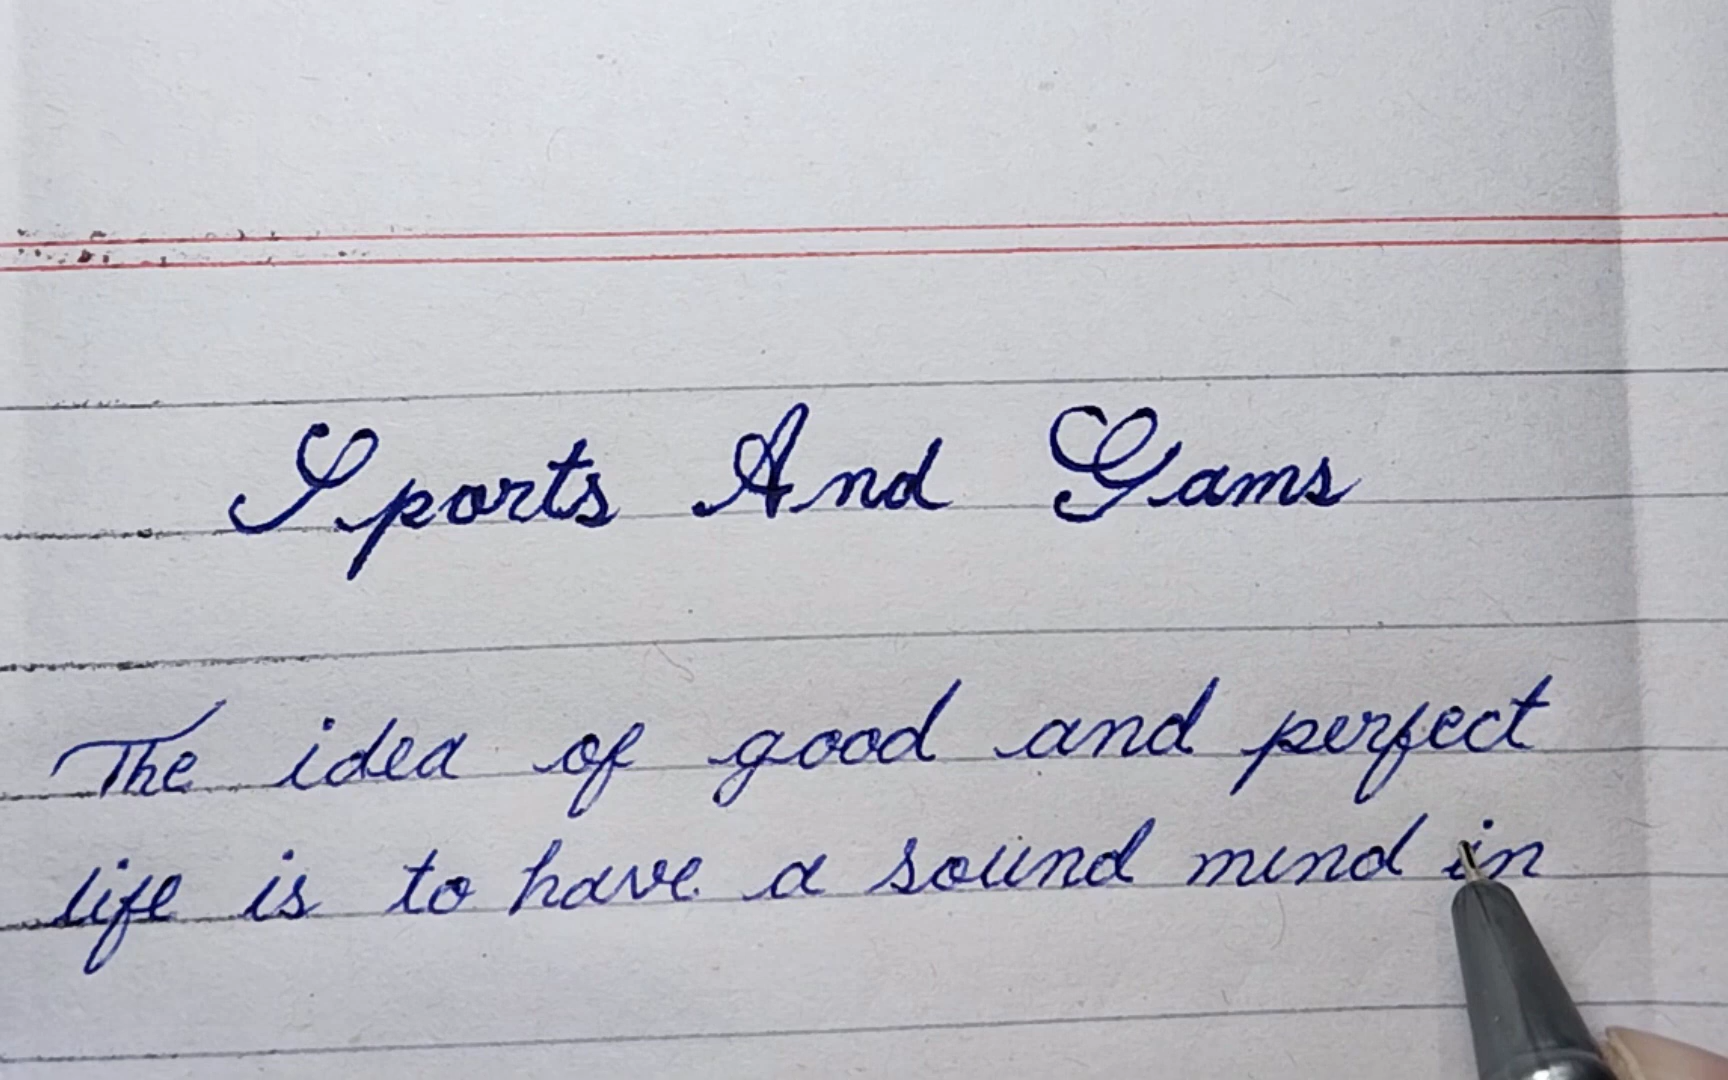 Sports And Gams
The idea of good and perfect
life is to have a sound mind in